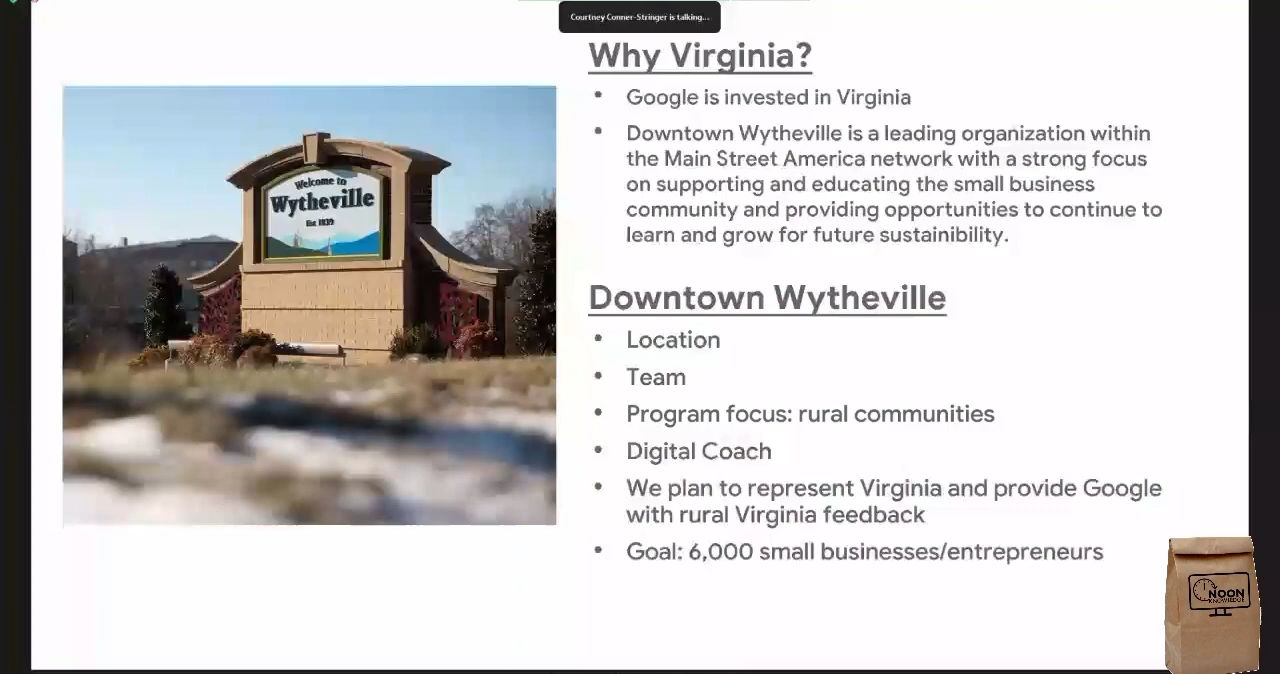 Courtney Conner-Stringer is talking...
Why Virginia?
• Google is invested in Virginia
• Downtown Wytheville is a leading organization within
the Main Street America network with a strong focus
on supporting and educating the small business
community and providing opportunities to continue to
learn and grow for future sustainibility.
Welcome to
Wytheville
Est 1839
Downtown Wytheville
• Location
• Team
• Program focus: rural communities
• Digital Coach
• We plan to represent Virginia and provide Google
with rural Virginia feedback
• Goal: 6,000 small businesses/entrepreneurs
NOON
KNOWLEDGE